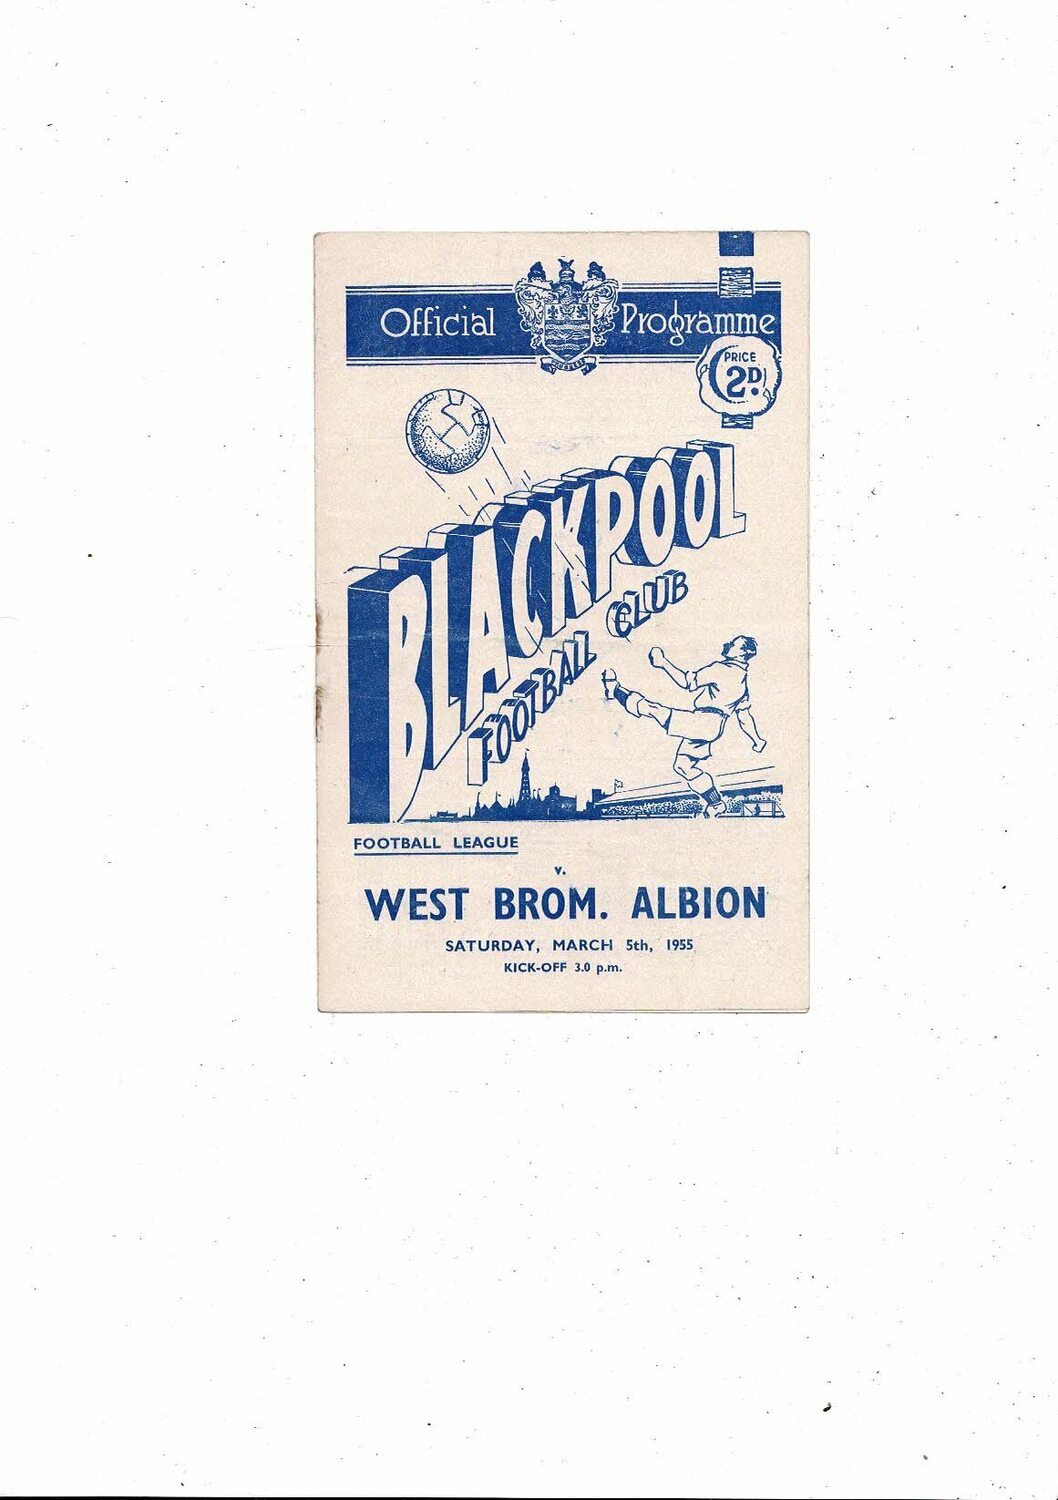 Official Programme
PRICE
2D.
BLACKPOOL
FOOTBALL CLUB
FOOTBALL LEAGUE
v.
WEST BROM. ALBION
SATURDAY, MARCH 5th, 1955
KICK-OFF 3.0 p.m.